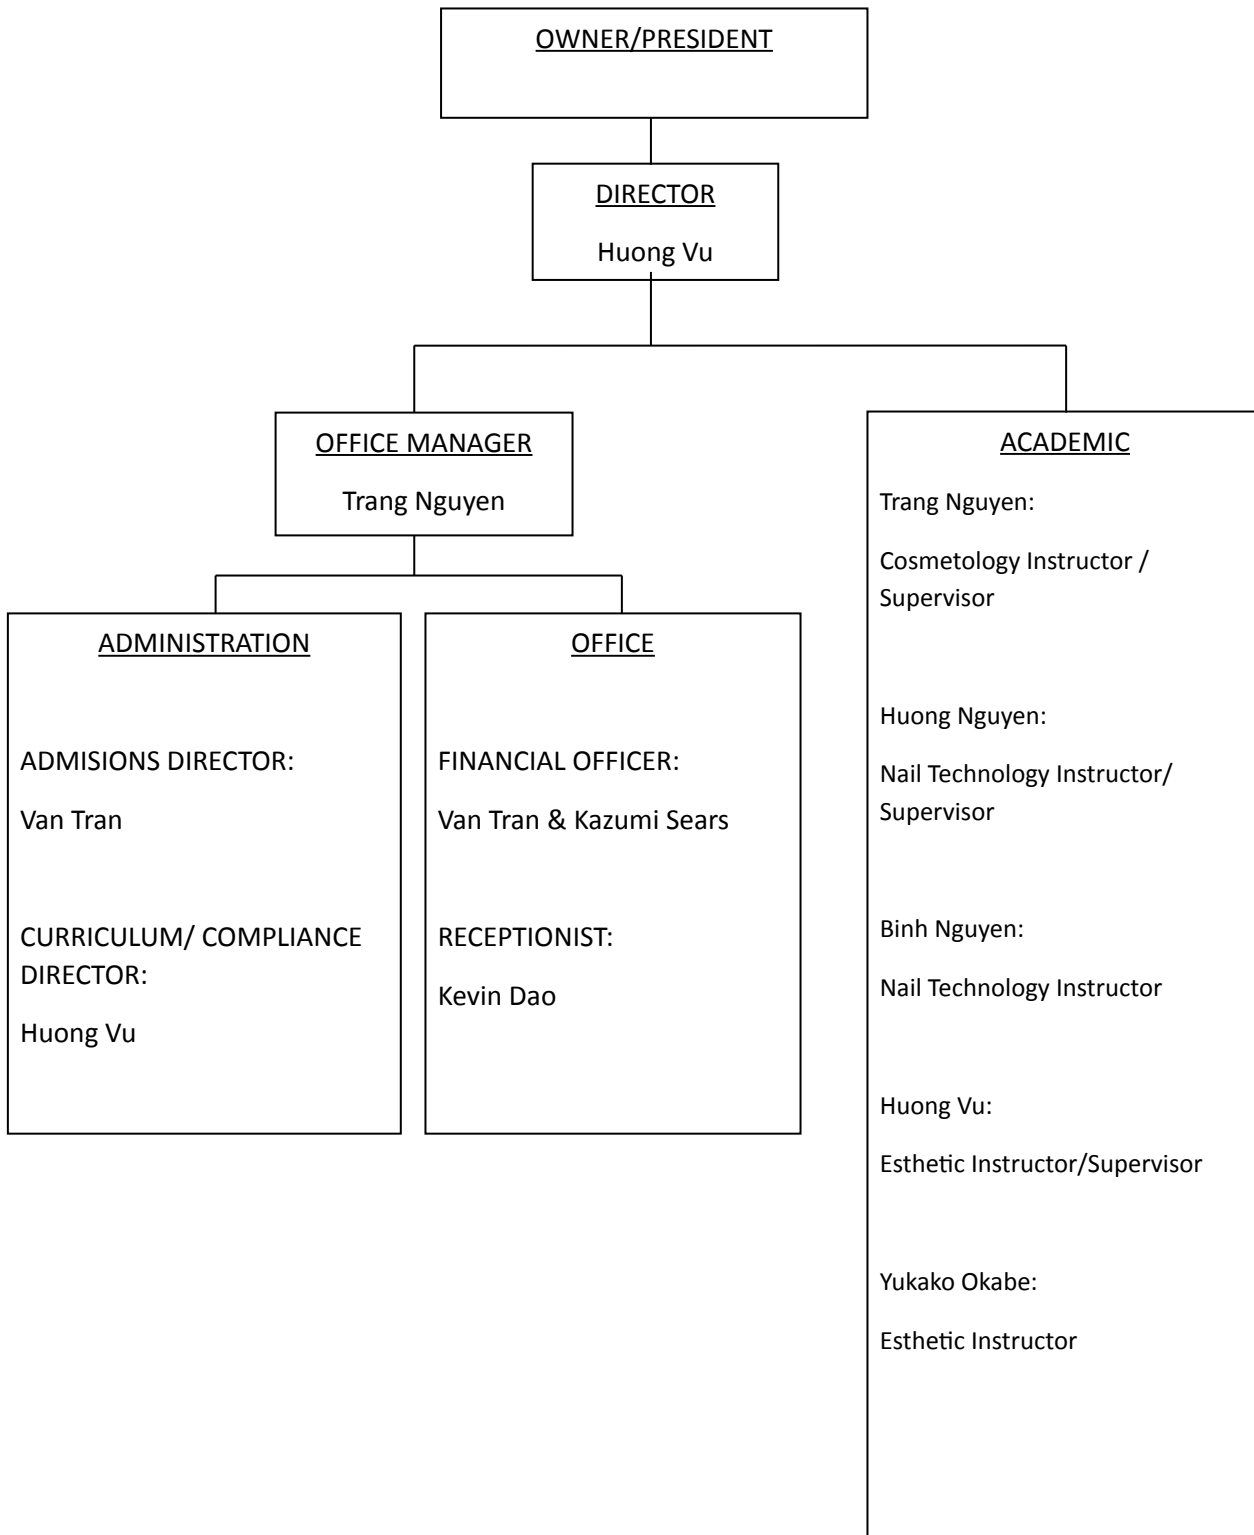 OWNER/PRESIDENT
DIRECTOR
Huong Vu
OFFICE MANAGER
Trang Nguyen
ADMINISTRATION
ADMISIONS DIRECTOR:
Van Tran
CURRICULUM/ COMPLIANCE
DIRECTOR:
Huong Vu
OFFICE
FINANCIAL OFFICER:
Van Tran & Kazumi Sears
RECEPTIONIST:
Kevin Dao
ACADEMIC
Trang Nguyen:
Cosmetology Instructor /
Supervisor
Huong Nguyen:
Nail Technology Instructor/
Supervisor
Binh Nguyen:
Nail Technology Instructor
Huong Vu:
Esthetic Instructor/Supervisor
Yukako Okabe:
Esthetic Instructor